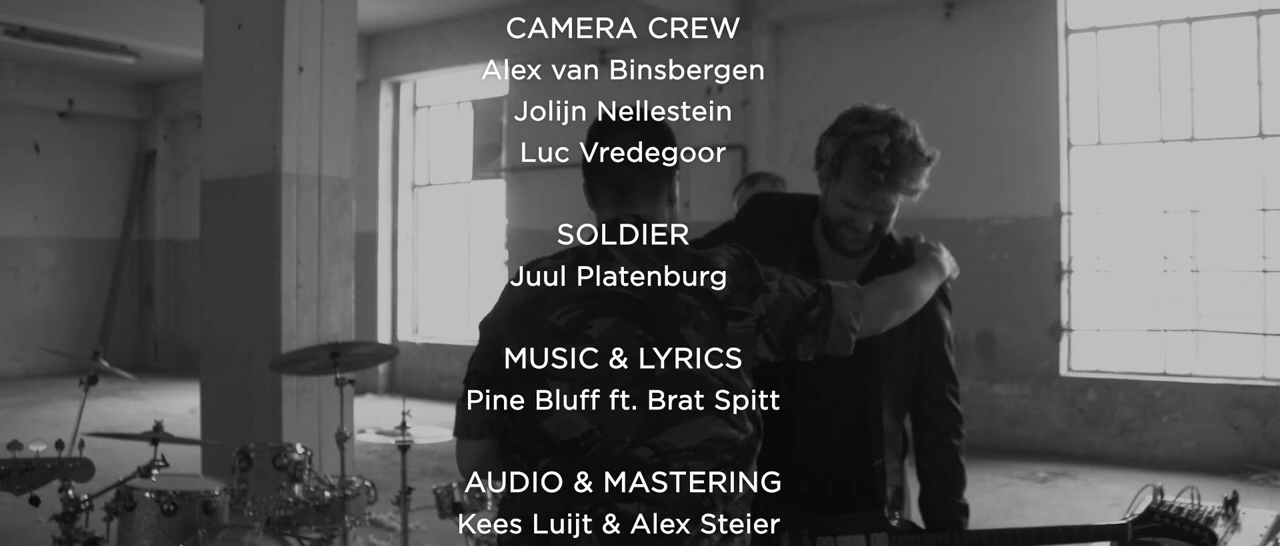 CAMERA CREW
Alex van Binsbergen
Jolijn Nellestein
Luc Vredegoor
SOLDIER
Juul Platenburg
MUSIC & LYRICS
Pine Bluff ft. Brat Spitt
AUDIO & MASTERING
Kees Luijt & Alex Steier